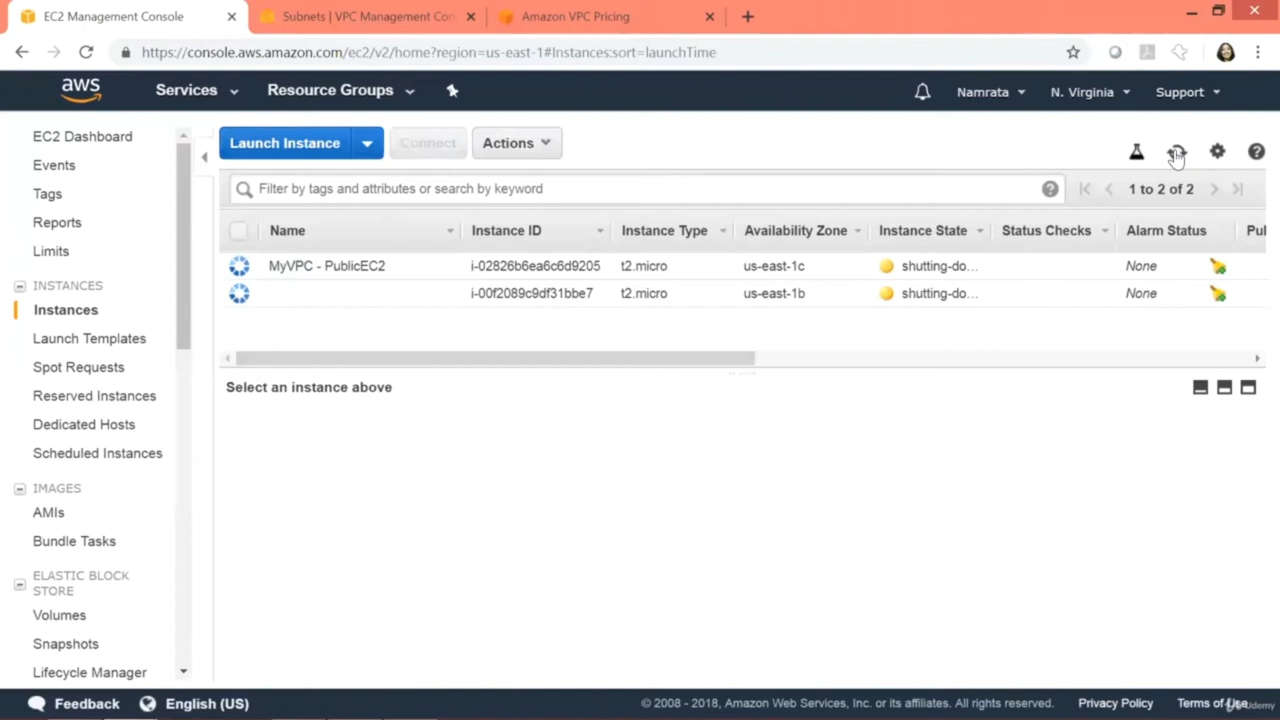 EC2 Management Console
Subnets | VPC Management Con
Amazon VPC Pricing
https://console.aws.amazon.com/ec2/v2/home?region=us-east-1#Instances:sort=launchTime
aws
Services
Resource Groups
Namrata
N. Virginia
Support
EC2 Dashboard
Events
Tags
Reports
Limits
INSTANCES
Instances
Launch Templates
Spot Requests
Reserved Instances
Dedicated Hosts
Scheduled Instances
IMAGES
AMIs
Bundle Tasks
ELASTIC BLOCK
STORE
Volumes
Snapshots
Lifecycle Manager
Launch Instance
Connect
Actions
Filter by tags and attributes or search by keyword
1 to 2 of 2
Name Instance ID Instance Type Availability Zone Instance State Status Checks Alarm Status Pul
MyVPC - PublicEC2 i-02826b6ea6c6d9205 t2.micro us-east-1c shutting-do... None
i-00f2089c9df31bbe7 t2.micro us-east-1b shutting-do... None
Select an instance above
Feedback
English (US)
© 2008 - 2018, Amazon Web Services, Inc. or its affiliates. All rights reserved.
Privacy Policy
Terms of Use
Udemy